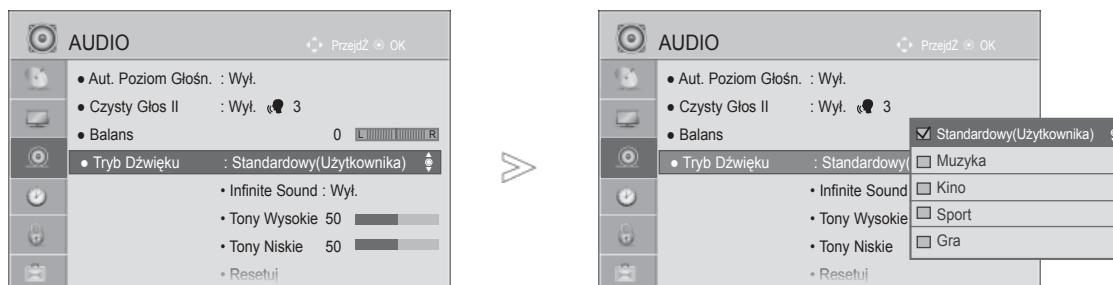 AUDIO
PrzejdŹ OK
● Aut. Poziom Głośn. : Wył.
● Czysty Głos II : Wył. 3
● Balans 0 L R
● Tryb Dźwięku : Standardowy(Użytkownika)
• Infinite Sound : Wył.
• Tony Wysokie 50
• Tony Niskie 50
• Resetuj
AUDIO
PrzejdŹ OK
● Aut. Poziom Głośn. : Wył.
● Czysty Głos II : Wył. 3
● Balans
● Tryb Dźwięku : Standardowy(
• Infinite Sound
• Tony Wysokie
• Tony Niskie
• Resetuj
Standardowy(Użytkownika)
Muzyka
Kino
Sport
Gra